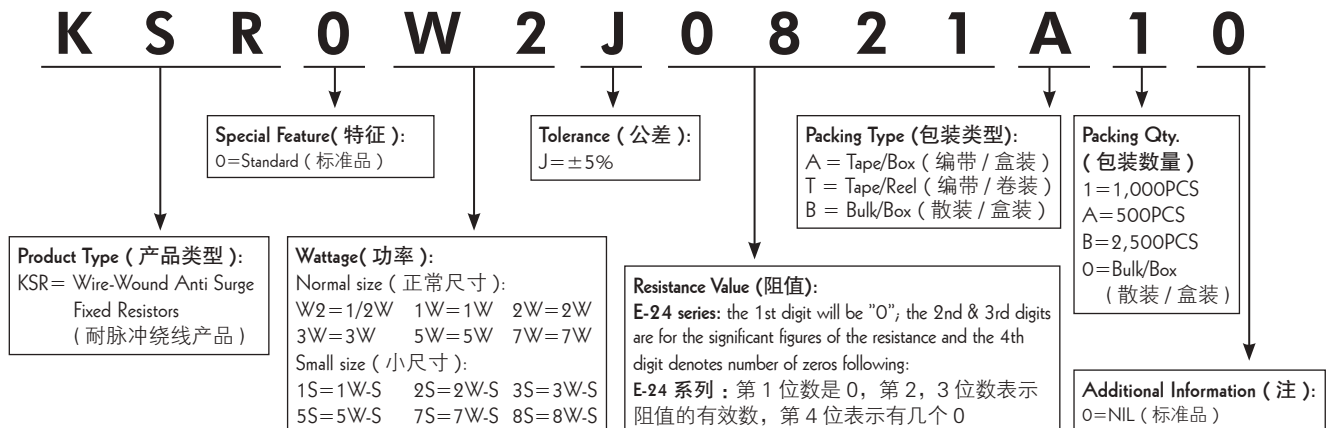 K S R 0 W 2 J 0 8 2 1 A 1 0
Special Feature( 特征 ):
0=Standard ( 标准品 )
Tolerance ( 公差 ):
J=±5%
Packing Type (包装类型):
A = Tape/Box ( 编带 / 盒装 )
T = Tape/Reel ( 编带 / 卷装 )
B = Bulk/Box ( 散装 / 盒装 )
Packing Qty.
( 包装数量 )
1=1,000PCS
A=500PCS
B=2,500PCS
0=Bulk/Box
( 散装 / 盒装 )
Product Type ( 产品类型 ):
KSR= Wire-Wound Anti Surge
Fixed Resistors
( 耐脉冲绕线产品 )
Wattage( 功率 ):
Normal size ( 正常尺寸 ):
W2=1/2W 1W=1W 2W=2W
3W=3W 5W=5W 7W=7W
Small size ( 小尺寸 ):
1S=1W-S 2S=2W-S 3S=3W-S
5S=5W-S 7S=7W-S 8S=8W-S
Resistance Value (阻值):
E-24 series: the 1st digit will be "0"; the 2nd & 3rd digits
are for the significant figures of the resistance and the 4th
digit denotes number of zeros following:
E-24 系列 : 第 1 位数是 0, 第 2, 3 位数表示
阻值的有效数, 第 4 位表示有几个 0
Additional Information ( 注 ):
0=NIL ( 标准品 )